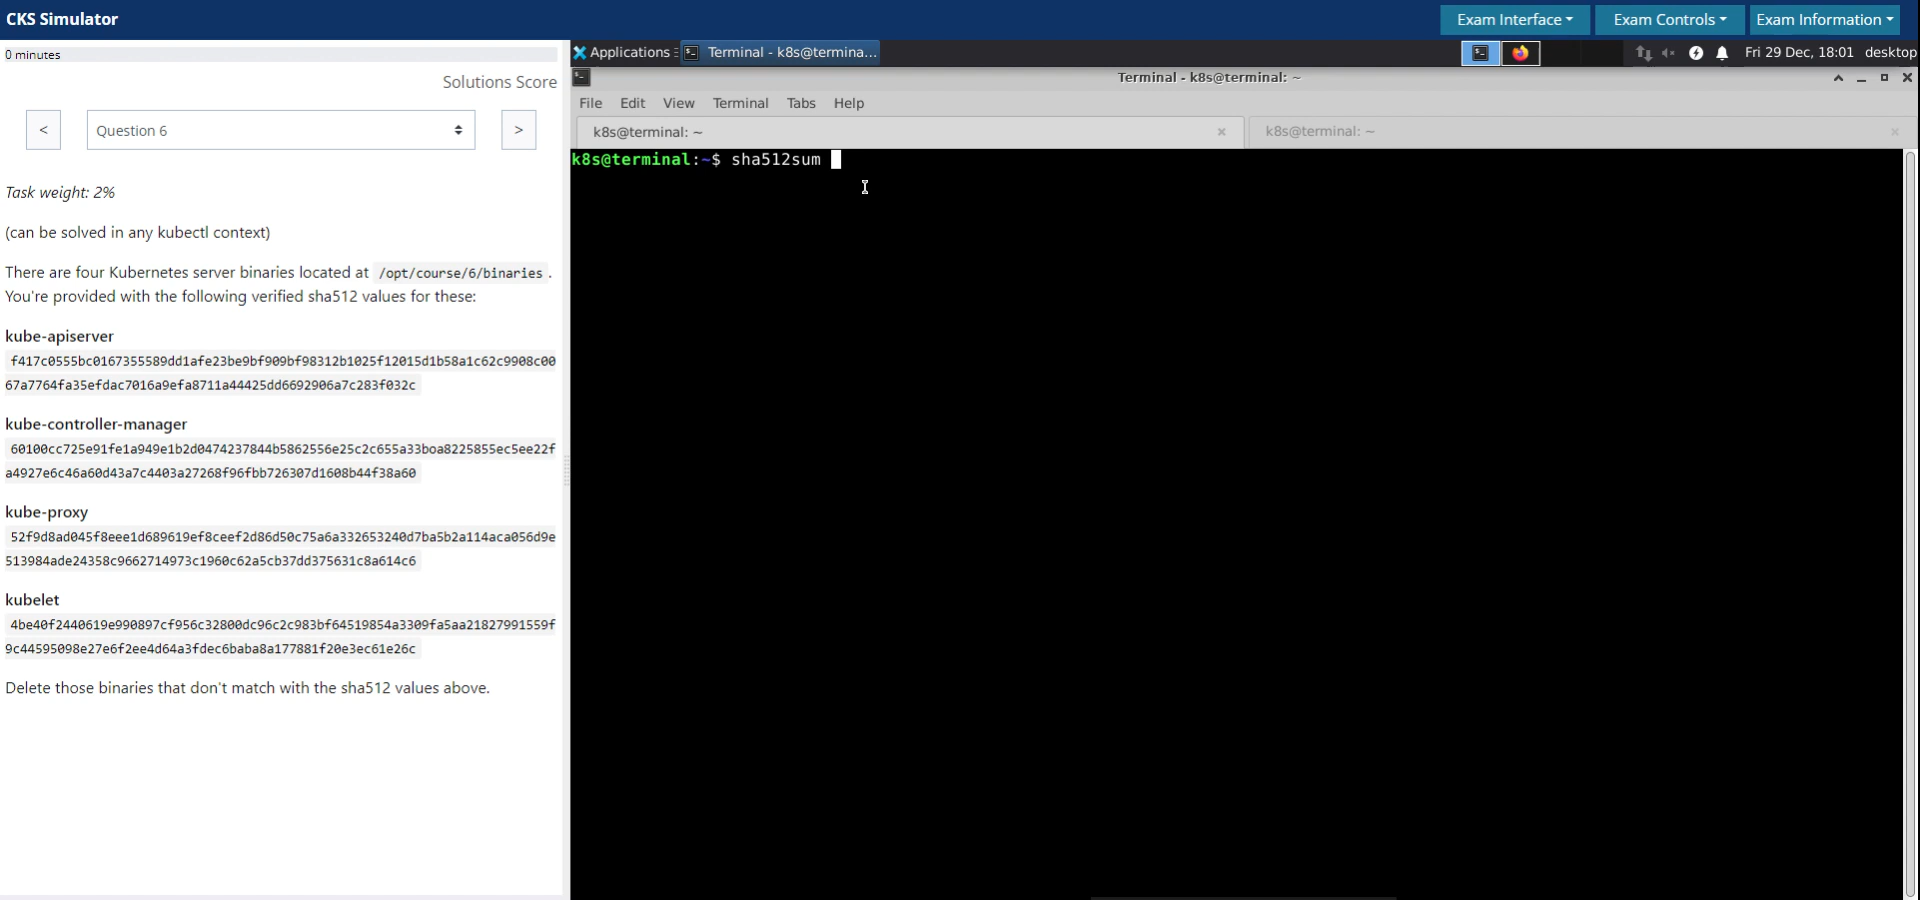 CKS Simulator
Exam Interface
Exam Controls
Exam Information
0 minutes
Applications
Terminal - k8s@termina...
Fri 29 Dec, 18:01
desktop
Solutions Score
Terminal - k8s@terminal: ~
File Edit View Terminal Tabs Help
< Question 6 >
k8s@terminal: ~
k8s@terminal: ~
Task weight: 2%
(can be solved in any kubectl context)
There are four Kubernetes server binaries located at /opt/course/6/binaries .
You're provided with the following verified sha512 values for these:
kube-apiserver
f417c0555bc0167355589dd1afe23be9bf909bf98312b1025f12015d1b58a1c62c9908c00
67a7764fa35efdac7016a9efa8711a44425dd6692906a7c283f032c
kube-controller-manager
60100cc725e91fe1a949e1b2d0474237844b5862556e25c2c655a33boa8225855ec5ee22f
a4927e6c46a60d43a7c4403a27268f96fbb726307d1608b44f38a60
kube-proxy
52f9d8ad045f8eee1d689619ef8ceef2d86d50c75a6a332653240d7ba5b2a114aca056d9e
513984ade24358c9662714973c1960c62a5cb37dd375631c8a614c6
kubelet
4be40f2440619e990897cf956c32800dc96c2c983bf64519854a3309fa5aa21827991559f
9c44595098e27e6f2ee4d64a3fdec6baba8a177881f20e3ec61e26c
Delete those binaries that don't match with the sha512 values above.
k8s@terminal:~$ sha512sum